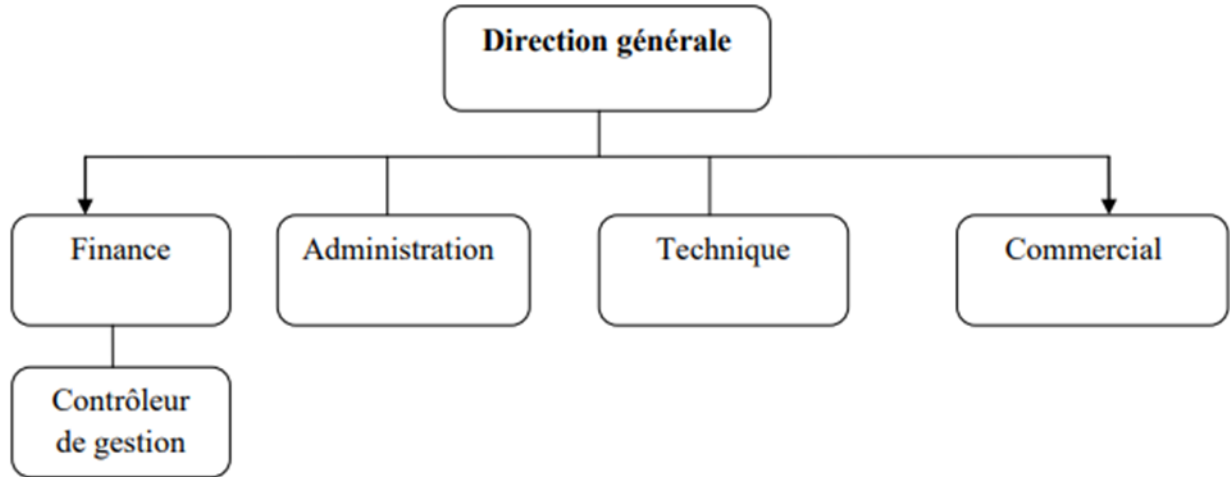 Direction générale
Finance
Administration
Technique
Commercial
Contrôleur
de gestion